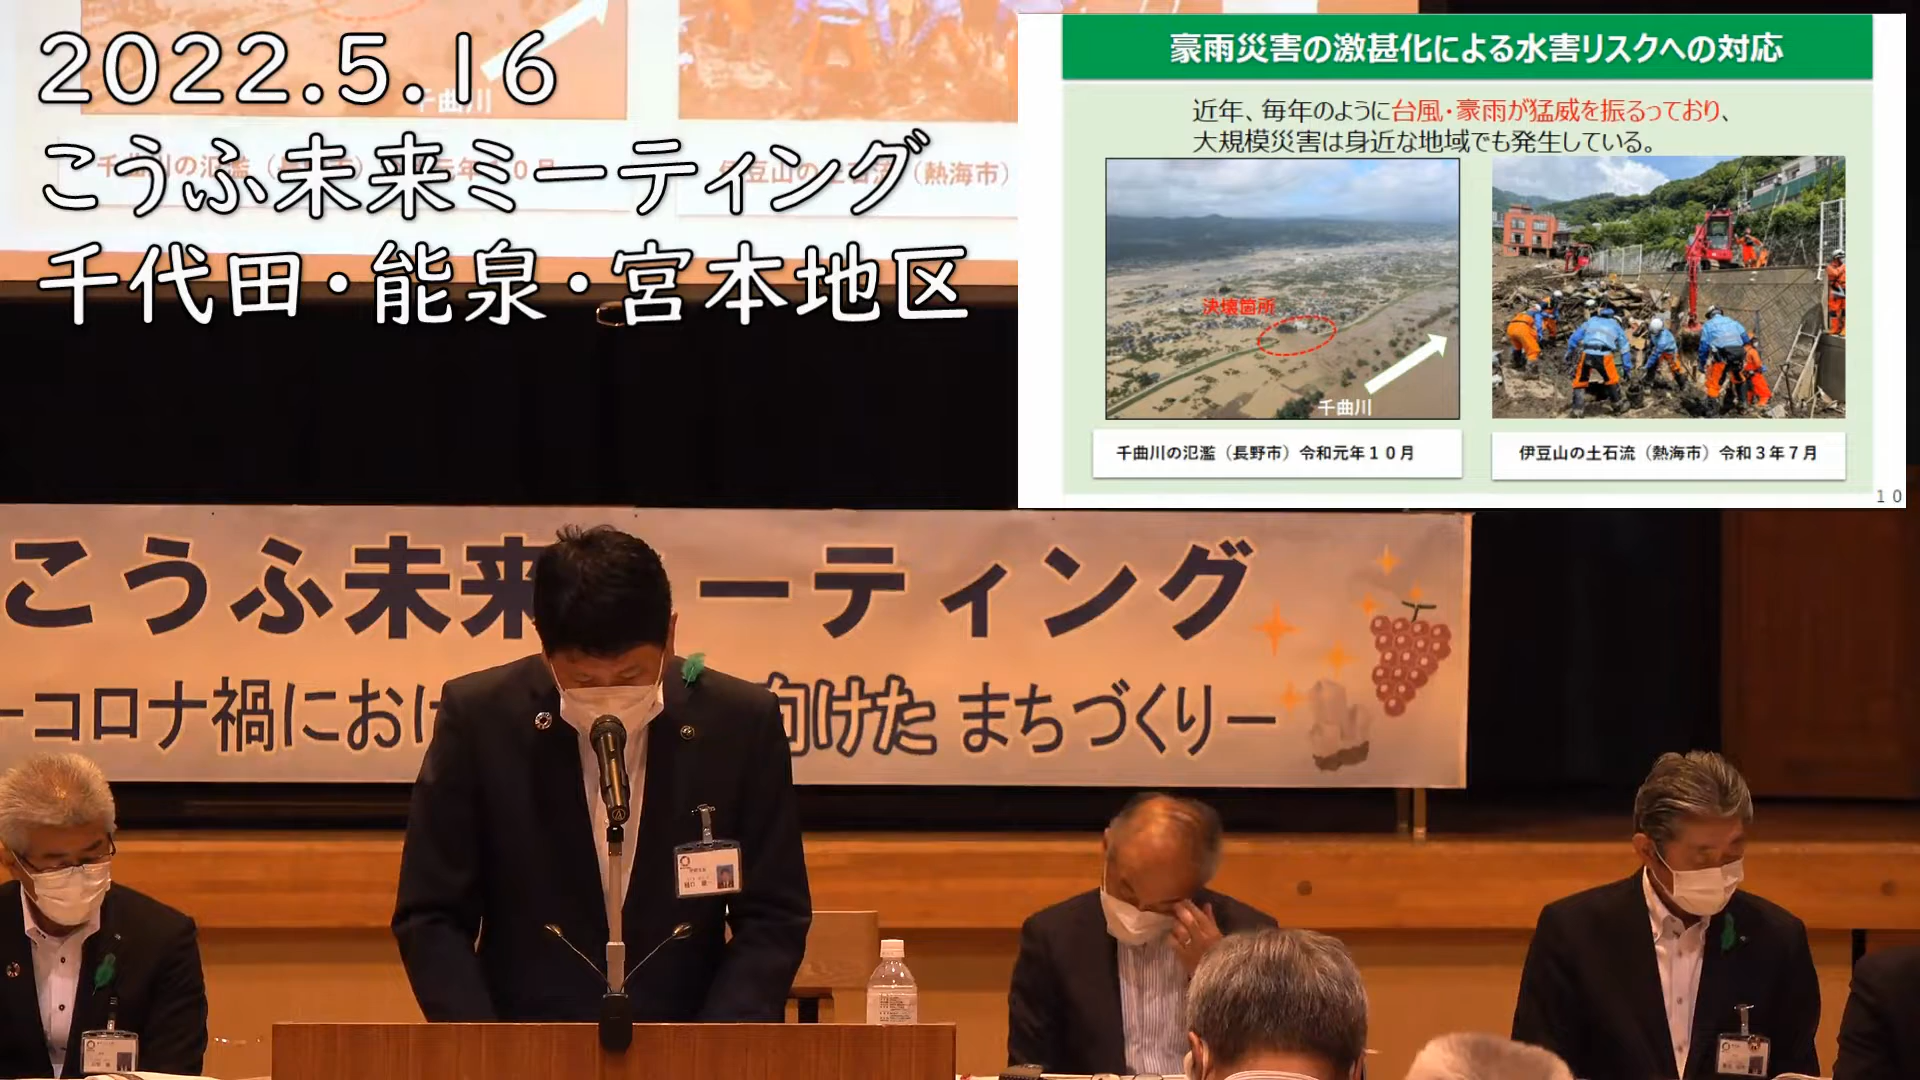 2022.5.16
こうふ未来ミーティング
千代田・能泉・宮本地区
千曲川
豪雨災害の激甚化による水害リスクへの対応
近年、毎年のように台風・豪雨が猛威を振るっており、
大規模災害は身近な地域でも発生している。
決壊箇所
千曲川
千曲川の氾濫（長野市）令和元年１０月
伊豆山の土石流（熱海市）令和３年７月
10
こうふ未来ミーティング
ーコロナ禍におけ 向けた まちづくりー